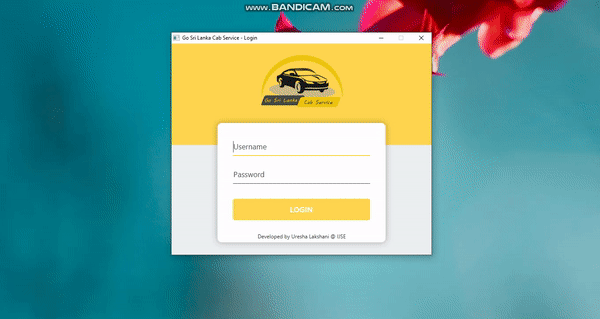 WWW.BANDICAM.COM
Go Sri Lanka Cab Service - Login
Go Sri Lanka Cab Service
Username
Password
LOGIN
Developed by Uresha Lakshani @ IJSE